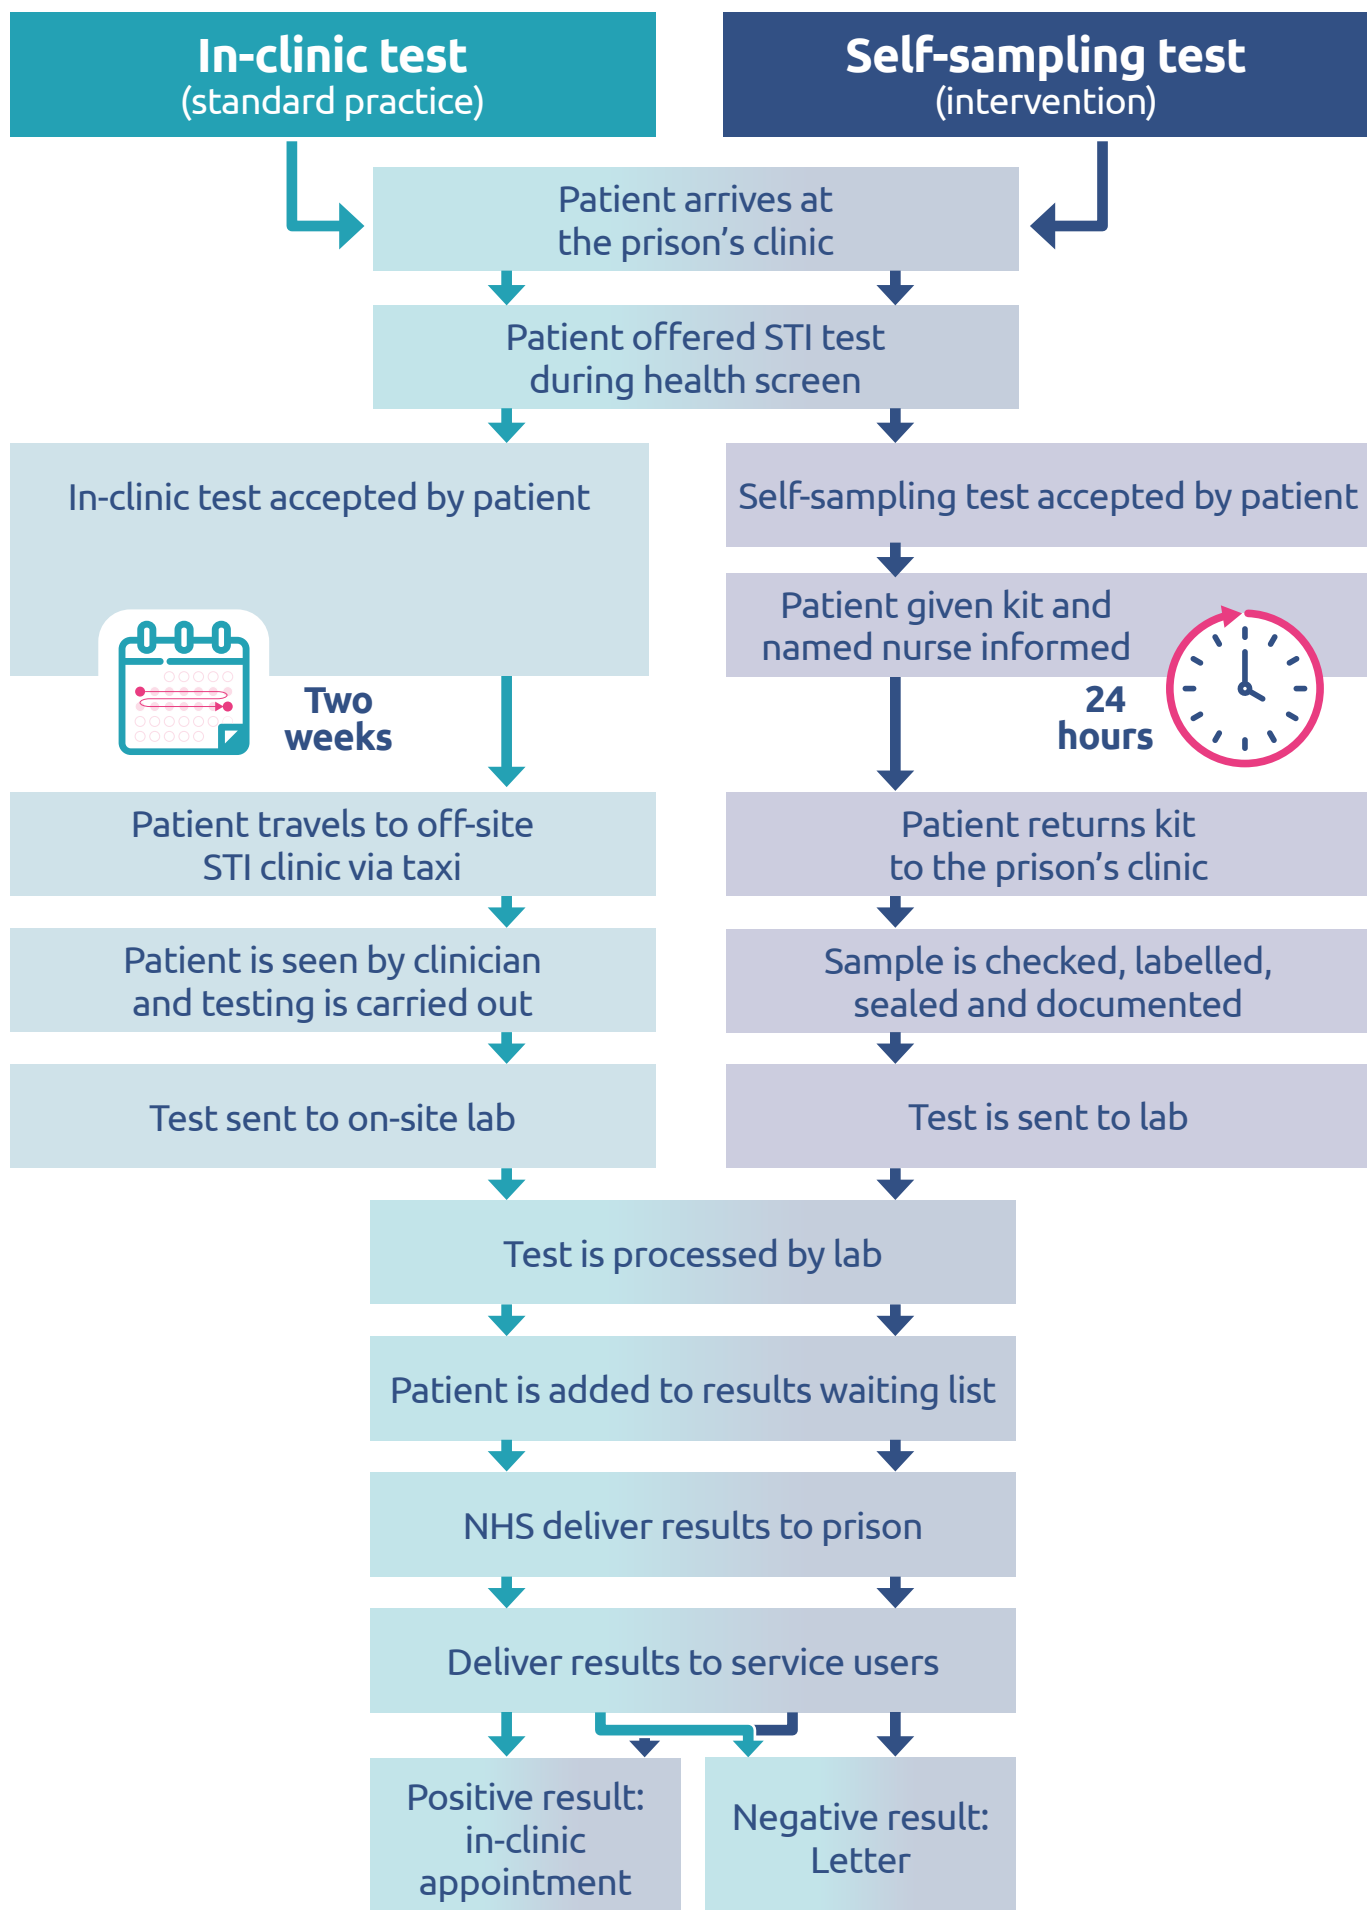 In-clinic test
(standard practice)
Self-sampling test
(intervention)
Patient arrives at
the prison’s clinic
Patient offered STI test
during health screen
In-clinic test accepted by patient
Two
weeks
Patient travels to off-site
STI clinic via taxi
Patient is seen by clinician
and testing is carried out
Test sent to on-site lab
Self-sampling test accepted by patient
Patient given kit and
named nurse informed
24
hours
Patient returns kit
to the prison’s clinic
Sample is checked, labelled,
sealed and documented
Test is sent to lab
Test is processed by lab
Patient is added to results waiting list
NHS deliver results to prison
Deliver results to service users
Positive result:
in-clinic
appointment
Negative result:
Letter